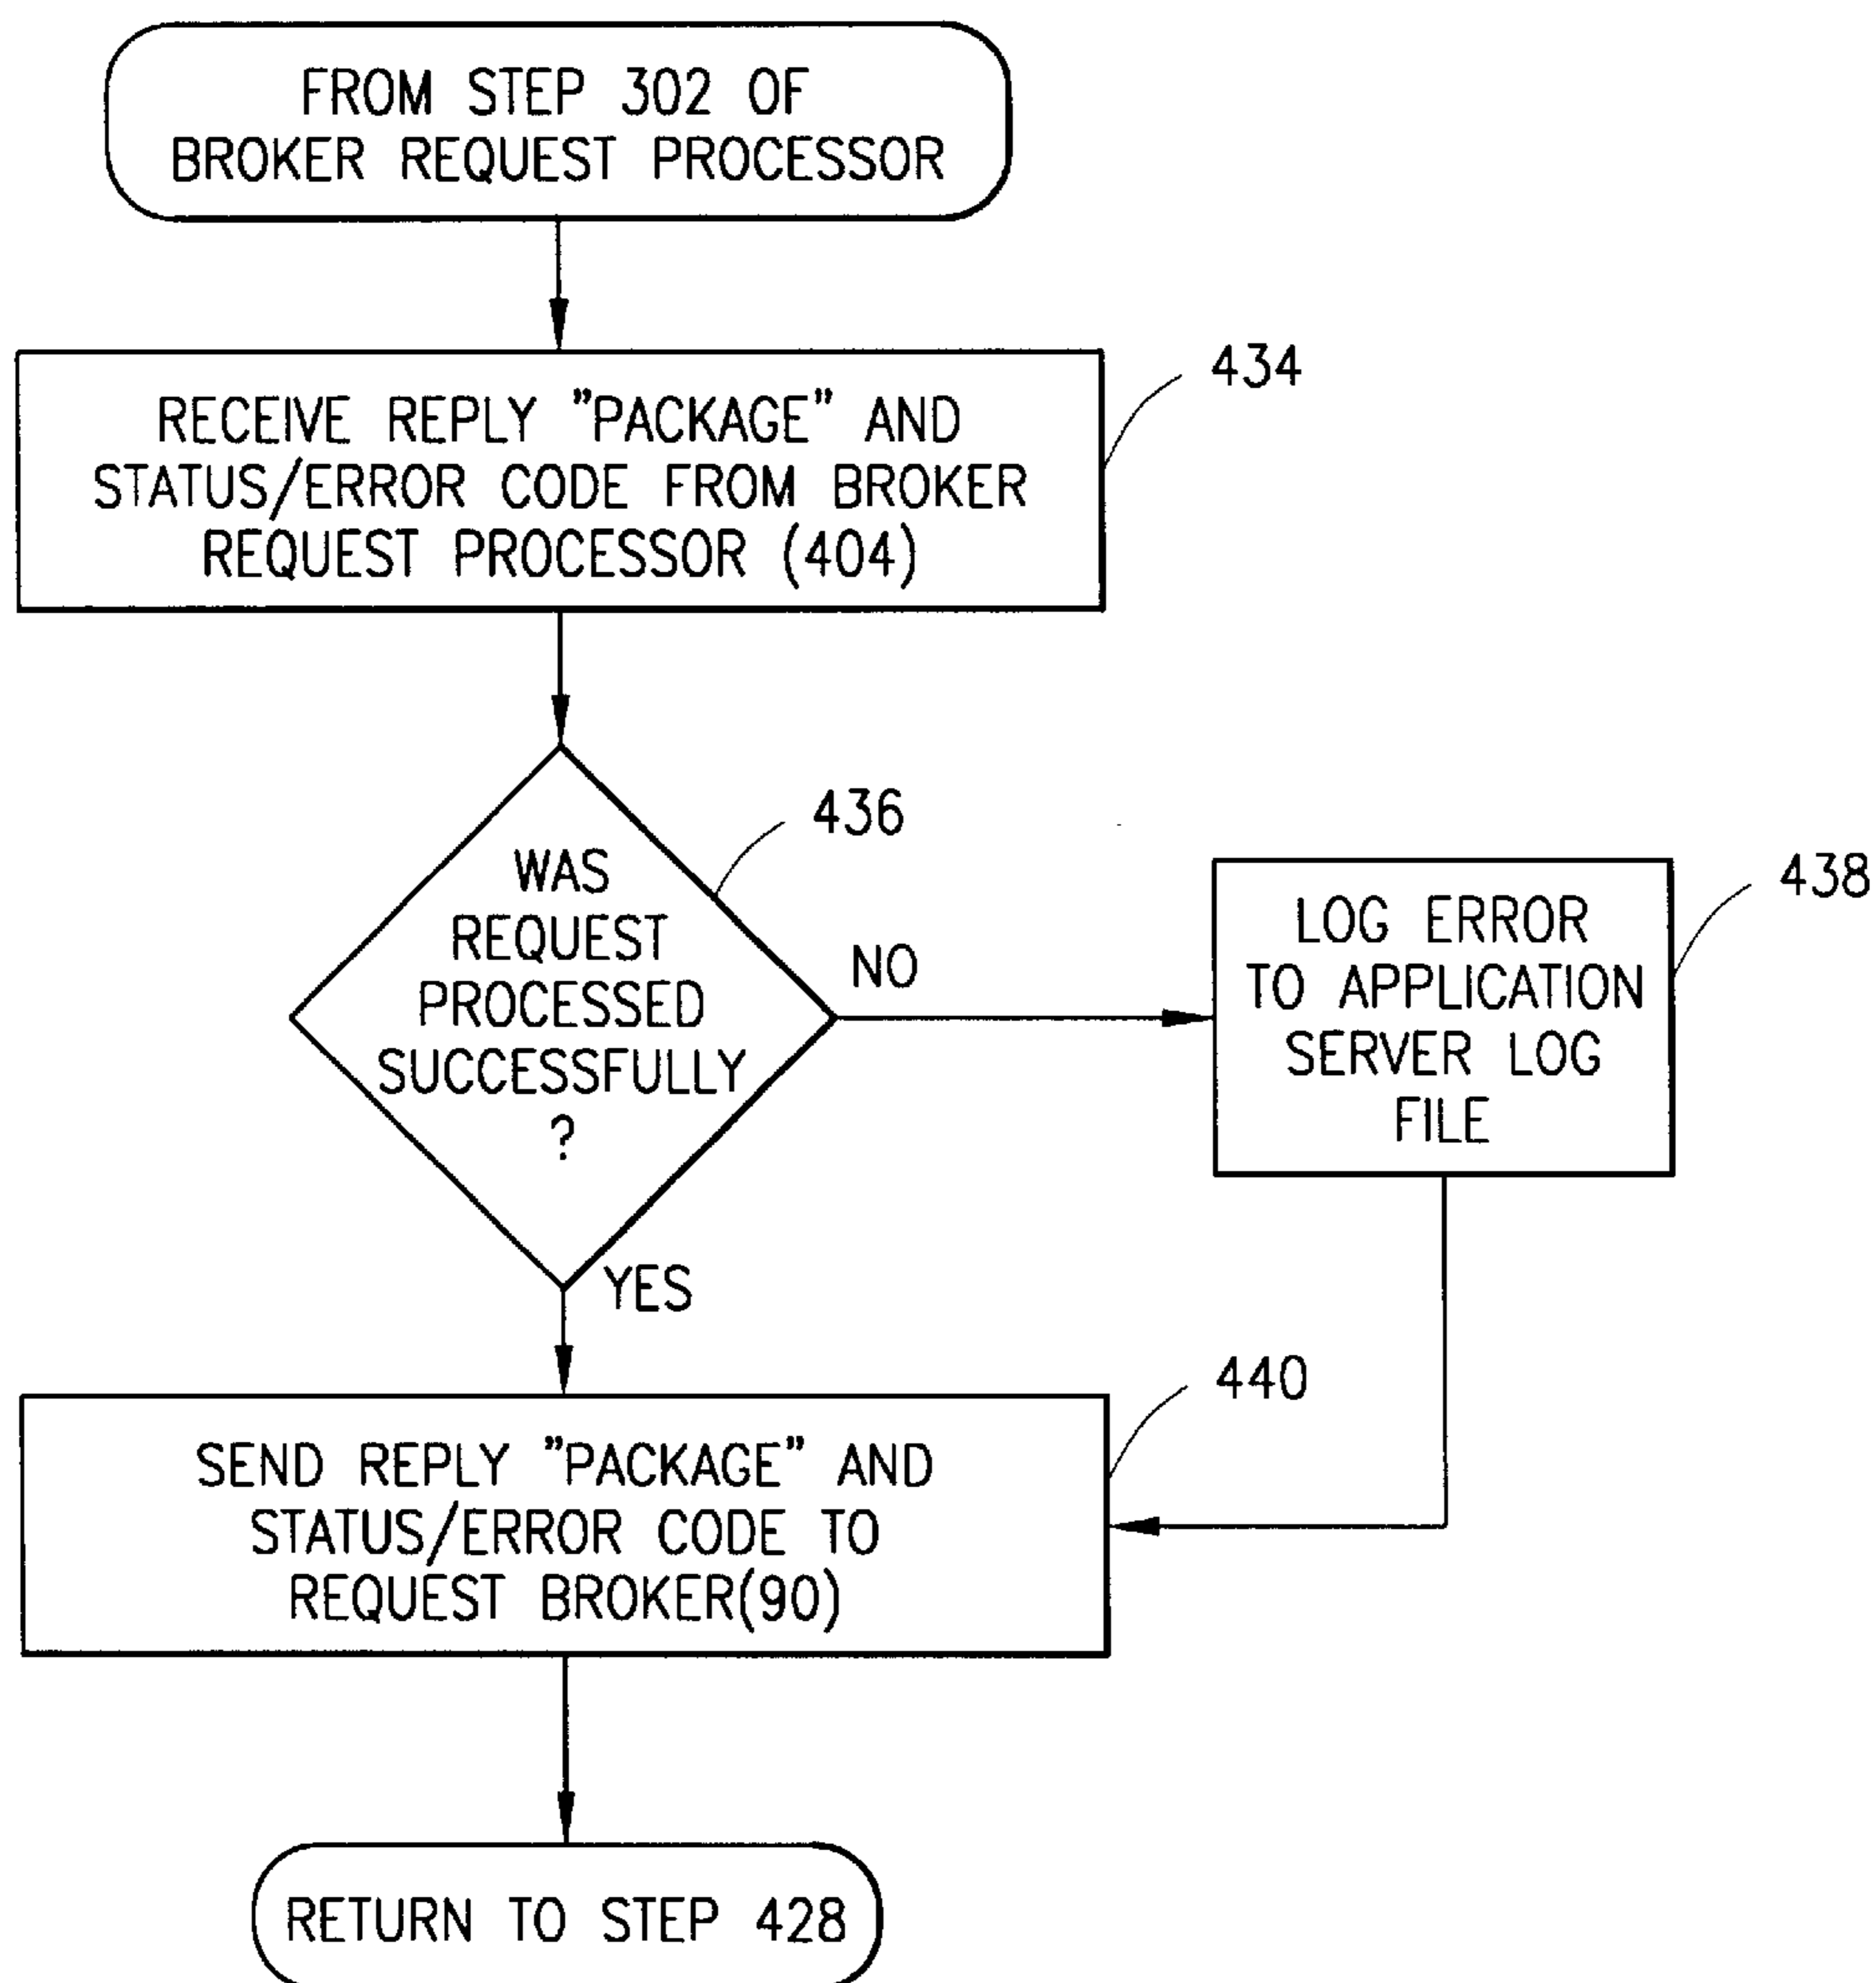 FROM STEP 302 OF
BROKER REQUEST PROCESSOR
434
RECEIVE REPLY "PACKAGE" AND
STATUS/ERROR CODE FROM BROKER
REQUEST PROCESSOR (404)
436
WAS
REQUEST
PROCESSED
SUCCESSFULLY
?
NO
438
LOG ERROR
TO APPLICATION
SERVER LOG
FILE
YES
440
SEND REPLY "PACKAGE" AND
STATUS/ERROR CODE TO
REQUEST BROKER(90)
RETURN TO STEP 428